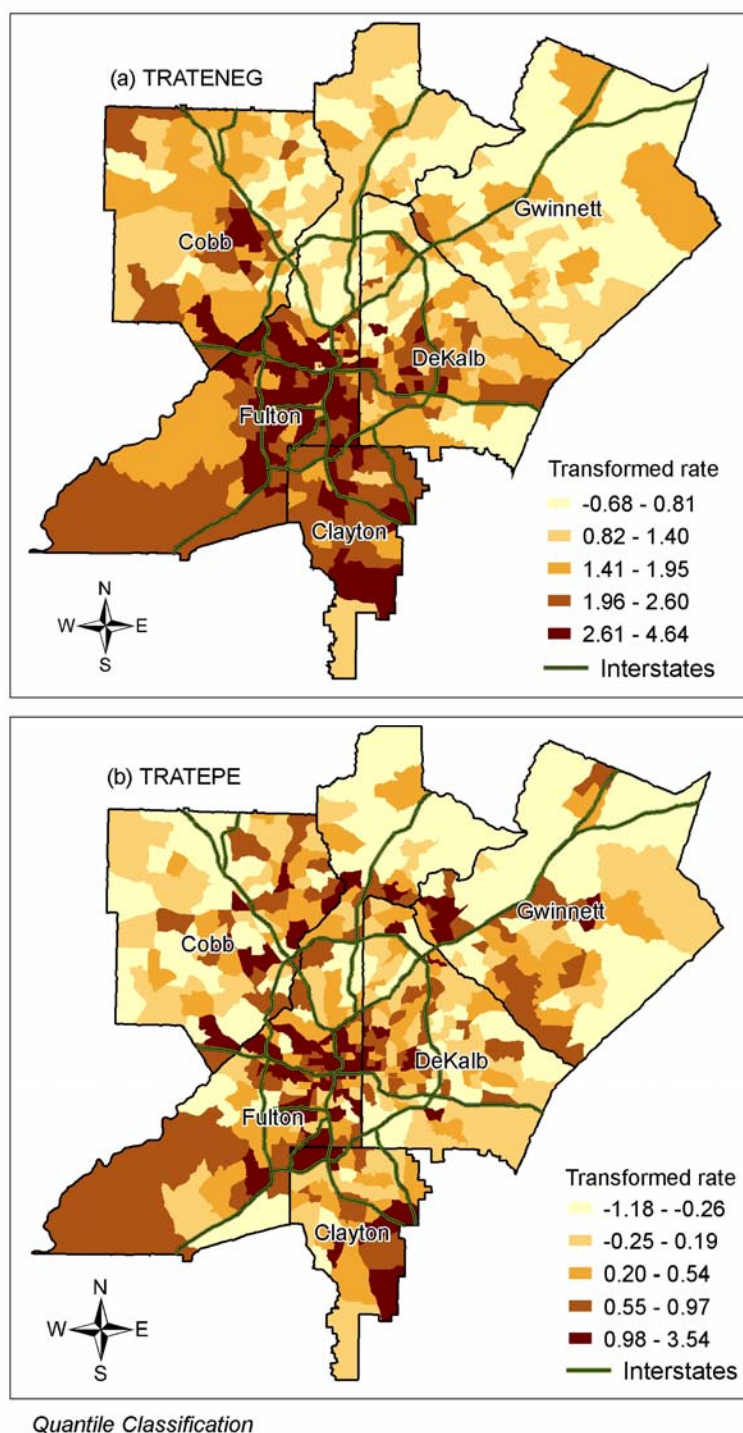 (a) TRATENEG
Gwinnett
Cobb
DeKalb
Fulton
Clayton
Transformed rate
-0.68 - 0.81
0.82 - 1.40
1.41 - 1.95
1.96 - 2.60
2.61 - 4.64
Interstates
N
W E
S
(b) TRATEPE
Gwinnett
Cobb
DeKalb
Fulton
Clayton
Transformed rate
-1.18 - -0.26
-0.25 - 0.19
0.20 - 0.54
0.55 - 0.97
0.98 - 3.54
Interstates
N
W E
S
Quantile Classification